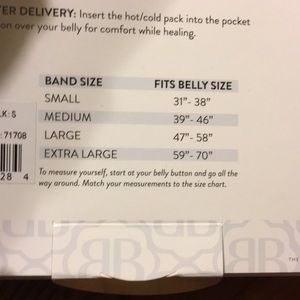 ER DELIVERY: Insert the hot/cold pack into the pocket
on over your belly for comfort while healing.
BAND SIZE FITS BELLY SIZE
SMALL 31"- 38"
LK: S
MEDIUM 39"- 46"
: 71708
LARGE 47"- 58"
EXTRA LARGE 59"- 70"
28 4
To measure yourself, start at your belly button and go all the
way around. Match your measurements to the size chart.
BB
THE